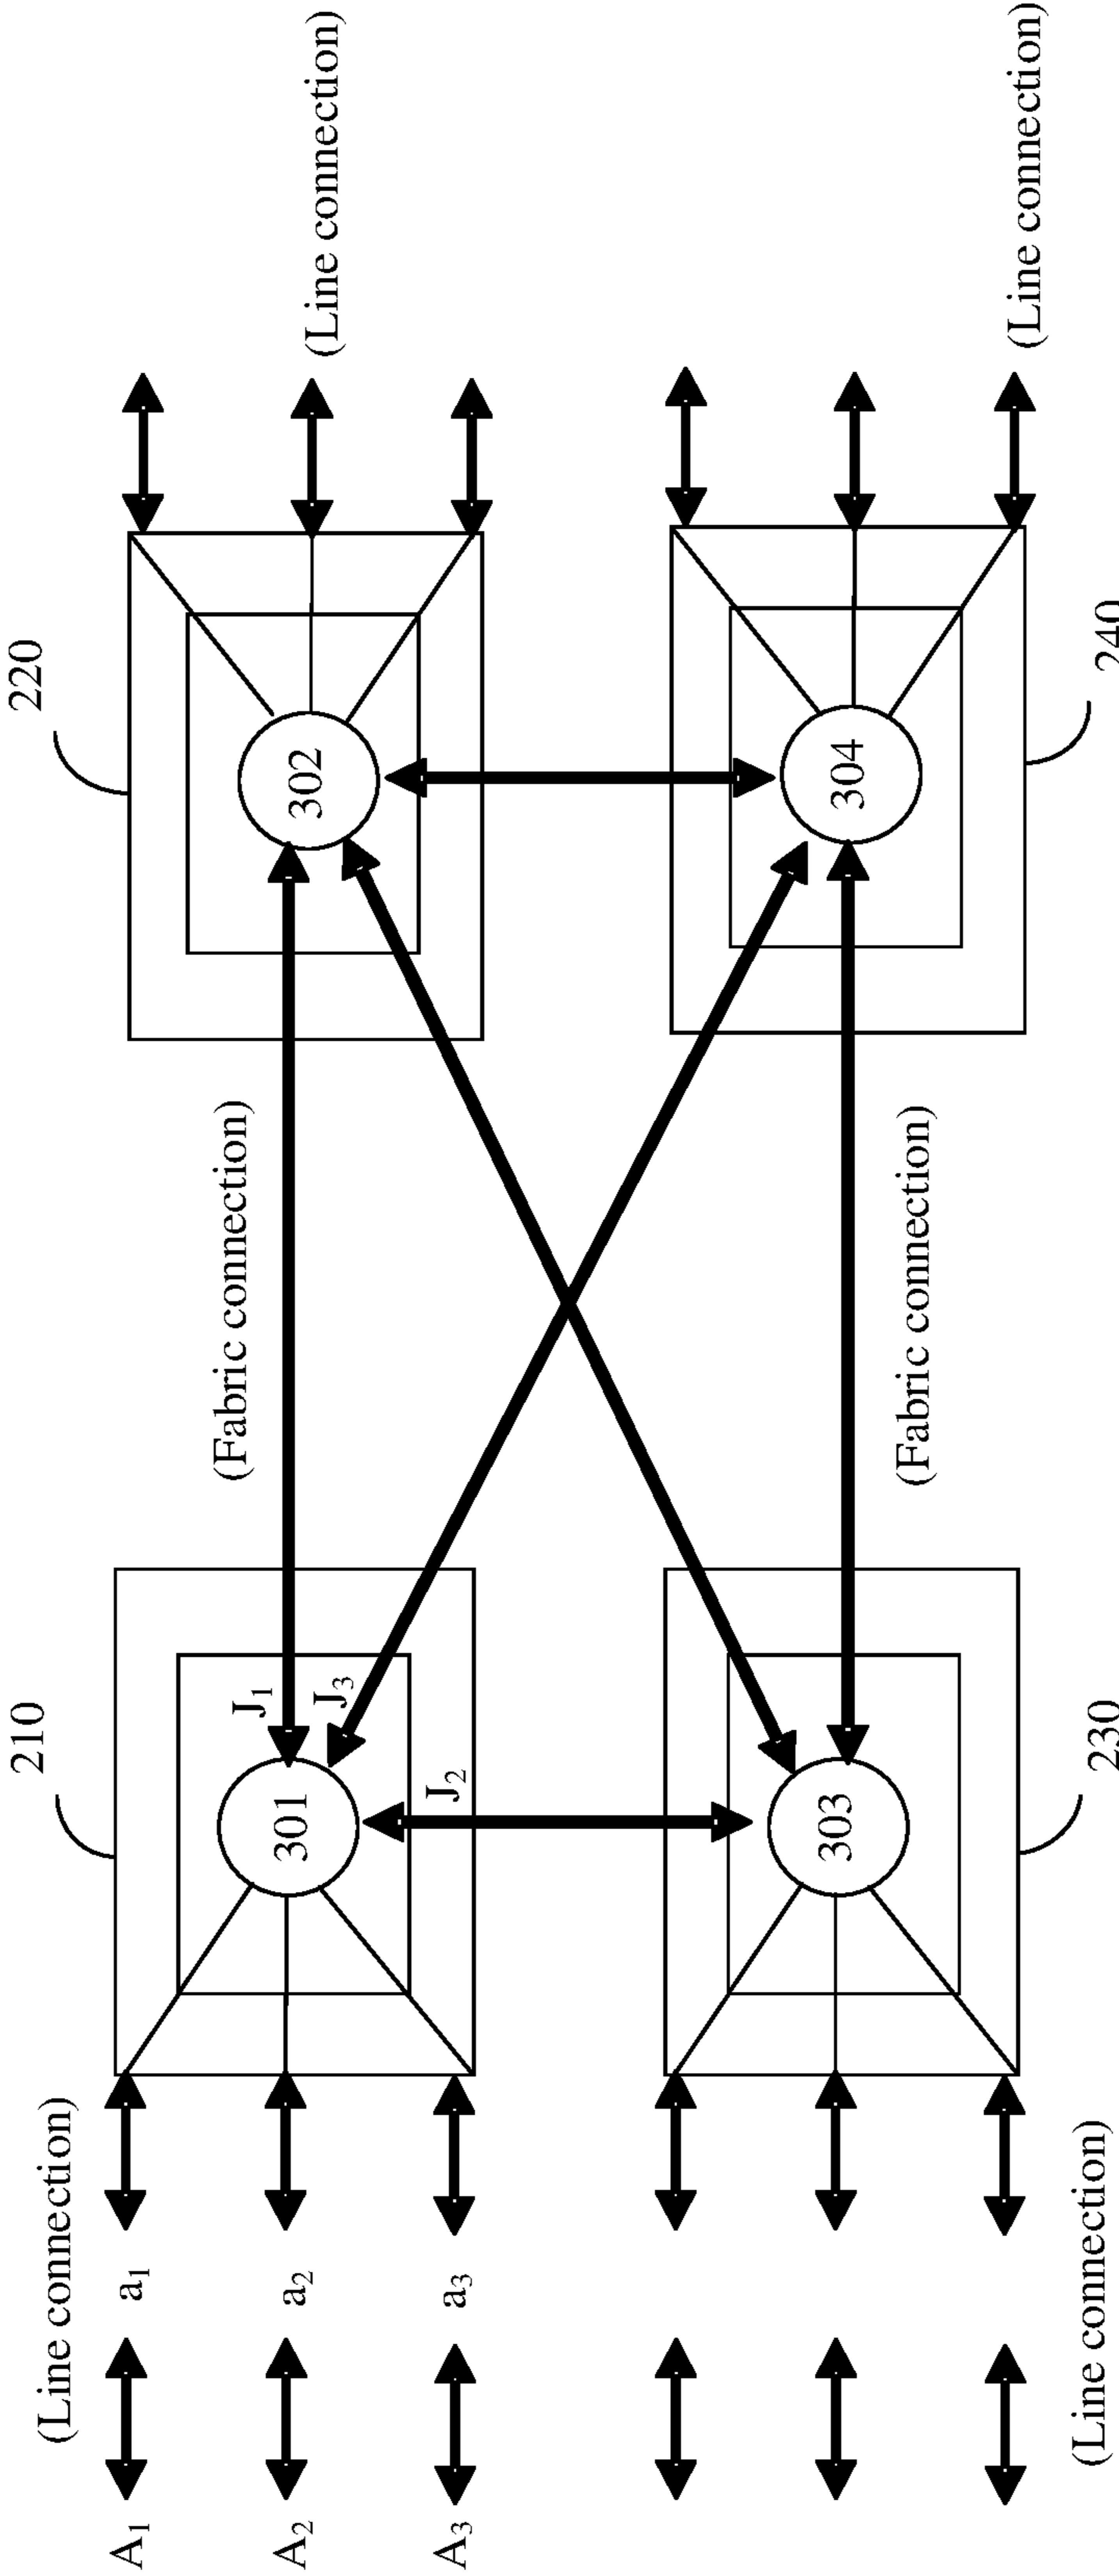 210
220
(Line connection)
A₁ a₁
(Fabric connection)
J₁
A₂ a₂
301
302
(Line connection)
J₃
J₂
A₃ a₃
303
304
(Fabric connection)
(Line connection)
(Line connection)
230
240